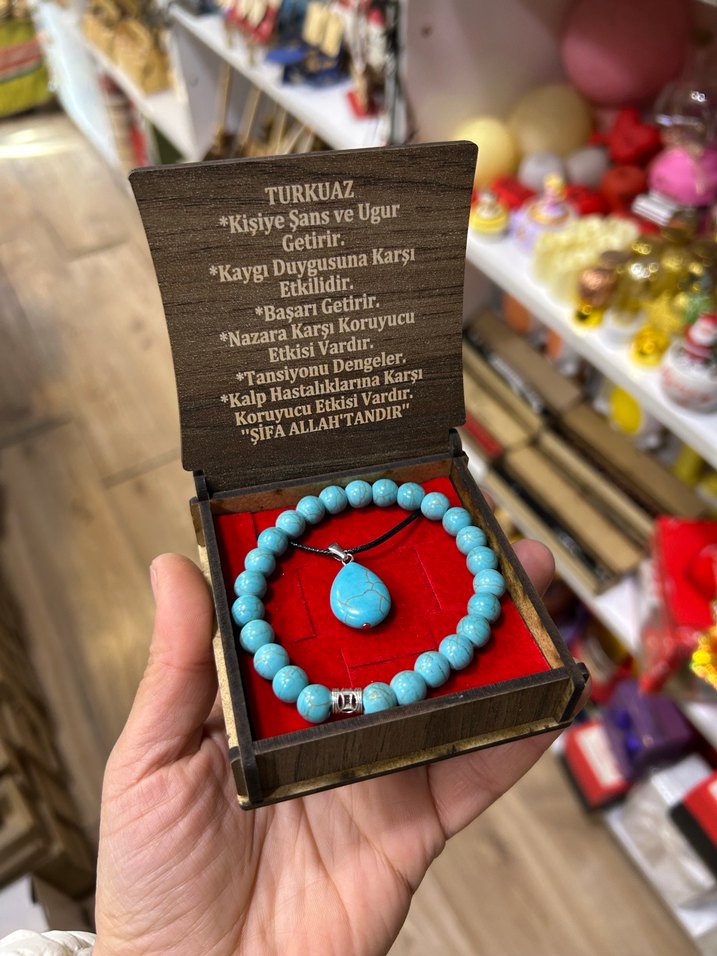 TURKUAZ
*Kişiye Şans ve Ugur
Getirir.
*Kaygı Duygusuna Karşı
Etkilidir.
*Başarı Getirir.
*Nazara Karşı Koruyucu
Etkisi Vardır.
*Tansiyonu Dengeler.
*Kalp Hastalıklarına Karşı
Koruyucu Etkisi Vardır.
"ŞİFA ALLAH'TANDIR"